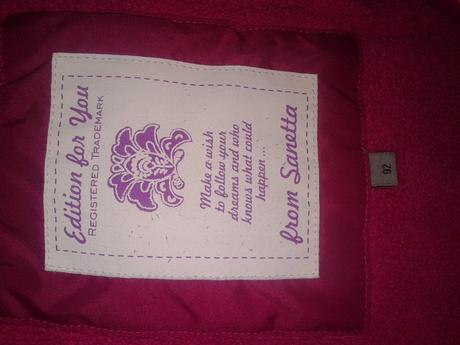 Edition for You
REGISTERED TRADEMARK
Make a wish
to follow your
dreams and who
knows what could
happen ...
from Sanetta
92